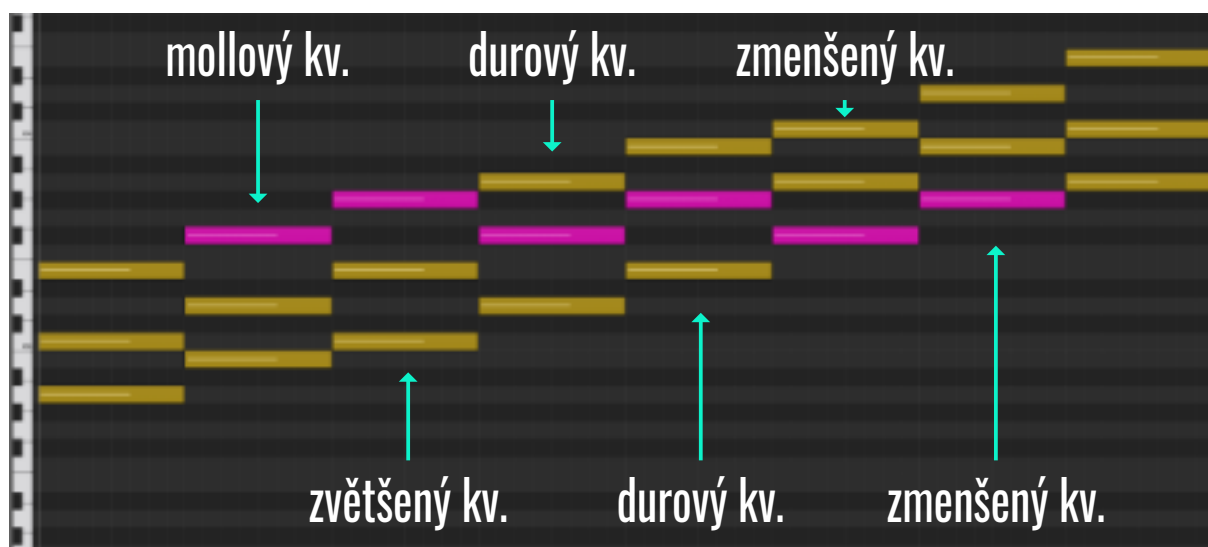 mollový kv.
durový kv.
zmenšený kv.
zvětšený kv.
durový kv.
zmenšený kv.